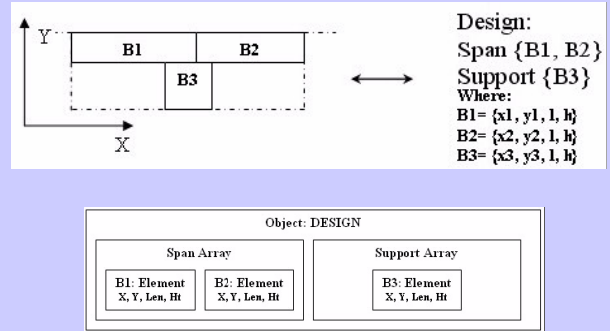 Y
B1
B2
B3
X
Design:
Span {B1, B2}
Support {B3}
Where:
B1= {x1, y1, l, h}
B2= {x2, y2, l, h}
B3= {x3, y3, l, h}
Object: DESIGN
Span Array
Support Array
B1: Element
X, Y, Len, Ht
B2: Element
X, Y, Len, Ht
B3: Element
X, Y, Len, Ht